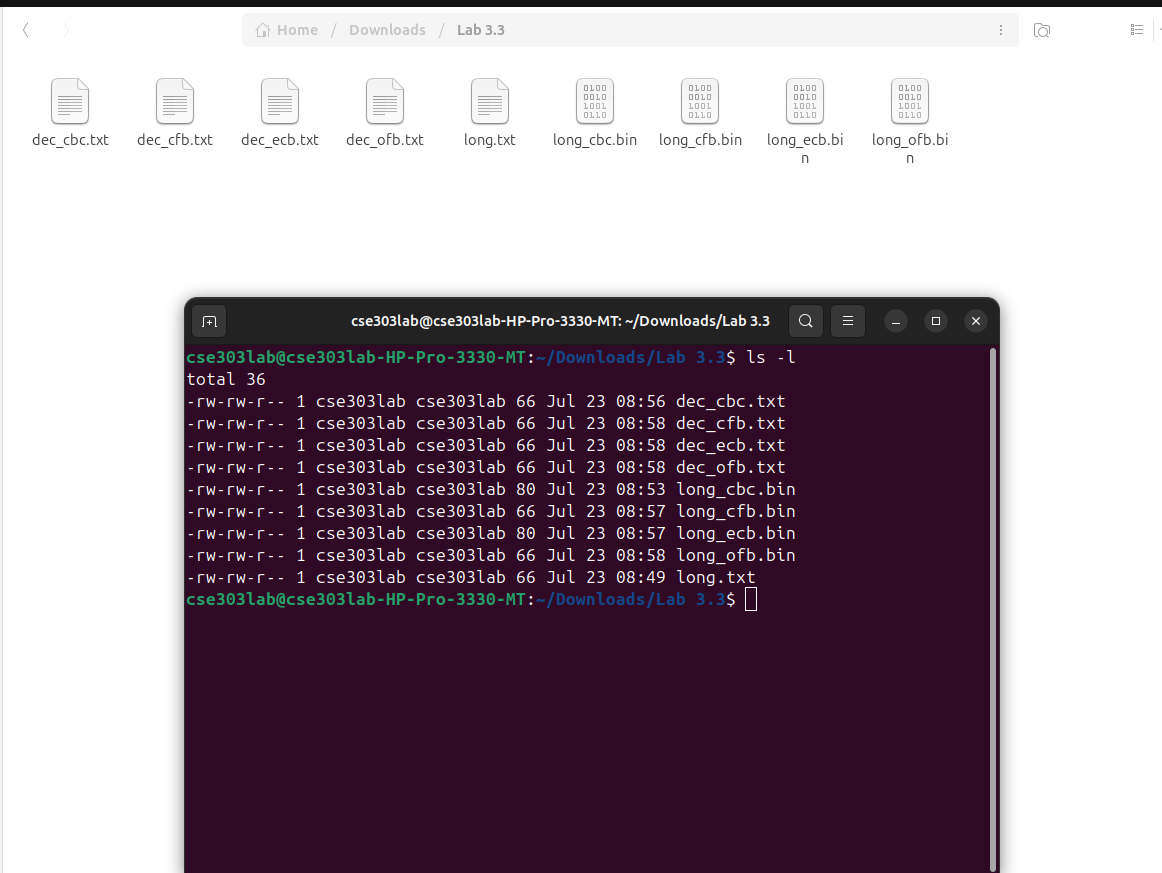 Home / Downloads / Lab 3.3
dec_cbc.txt dec_cfb.txt dec_ecb.txt dec_ofb.txt long.txt long_cbc.bin long_cfb.bin long_ecb.bi long_ofb.bi
n n
cse303lab@cse303lab-HP-Pro-3330-MT: ~/Downloads/Lab 3.3
cse303lab@cse303lab-HP-Pro-3330-MT:~/Downloads/Lab 3.3$ ls -l
total 36
-rw-rw-r-- 1 cse303lab cse303lab 66 Jul 23 08:56 dec_cbc.txt
-rw-rw-r-- 1 cse303lab cse303lab 66 Jul 23 08:58 dec_cfb.txt
-rw-rw-r-- 1 cse303lab cse303lab 66 Jul 23 08:58 dec_ecb.txt
-rw-rw-r-- 1 cse303lab cse303lab 66 Jul 23 08:58 dec_ofb.txt
-rw-rw-r-- 1 cse303lab cse303lab 80 Jul 23 08:53 long_cbc.bin
-rw-rw-r-- 1 cse303lab cse303lab 66 Jul 23 08:57 long_cfb.bin
-rw-rw-r-- 1 cse303lab cse303lab 80 Jul 23 08:57 long_ecb.bin
-rw-rw-r-- 1 cse303lab cse303lab 66 Jul 23 08:58 long_ofb.bin
-rw-rw-r-- 1 cse303lab cse303lab 66 Jul 23 08:49 long.txt
cse303lab@cse303lab-HP-Pro-3330-MT:~/Downloads/Lab 3.3$